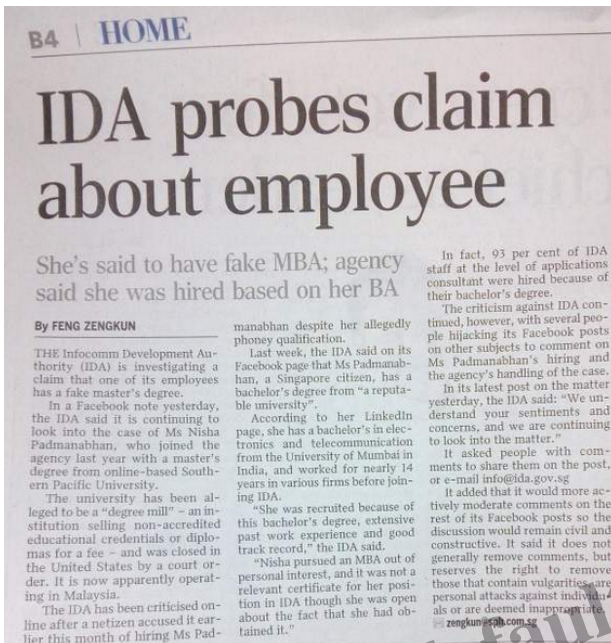 B4 | HOME
IDA probes claim
about employee
She's said to have fake MBA; agency
said she was hired based on her BA
By FENG ZENGKUN
THE Infocomm Development Au-
thority (IDA) is investigating a
claim that one of its employees
has a fake master's degree.
In a Facebook note yesterday,
the IDA said it is continuing to
look into the case of Ms Nisha
Padmanabhan, who joined the
agency last year with a master's
degree from online-based South-
ern Pacific University.
The university has been al-
leged to be a "degree mill" – an in-
stitution selling non-accredited
educational credentials or diplo-
mas for a fee – and was closed in
the United States by a court or-
der. It is now apparently operat-
ing in Malaysia.
The IDA has been criticised on-
line after a netizen accused it ear-
lier this month of hiring Ms Pad-
manabhan despite her allegedly
phoney qualification.
Last week, the IDA said on its
Facebook page that Ms Padmanab-
han, a Singapore citizen, has a
bachelor's degree from "a reputa-
ble university".
According to her LinkedIn
page, she has a bachelor's in elec-
tronics and telecommunication
from the University of Mumbai in
India, and worked for nearly 14
years in various firms before join-
ing IDA.
"She was recruited because of
this bachelor's degree, extensive
past work experience and good
track record," the IDA said.
"Nisha pursued an MBA out of
personal interest, and it was not a
relevant certificate for her posi-
tion in IDA though she was open
about the fact that she had ob-
tained it."
In fact, 93 per cent of IDA
staff at the level of applications
consultant were hired because of
their bachelor's degree.
The criticism against IDA con-
tinued, however, with several peo-
ple hijacking its Facebook posts
on other subjects to comment on
Ms Padmanabhan's hiring and
the agency's handling of the case.
In its latest post on the matter
yesterday, the IDA said: "We un-
derstand your sentiments and
concerns, and we are continuing
to look into the matter."
It asked people with com-
ments to share them on the post,
or e-mail info@ida.gov.sg
It added that it would more ac-
tively moderate comments on the
rest of its Facebook posts so the
discussion would remain civil and
constructive. It said it does not
generally remove comments, but
reserves the right to remove
those that contain vulgarities, are
personal attacks against individu-
als or are deemed inappropriate.
zengkun@sph.com.sg